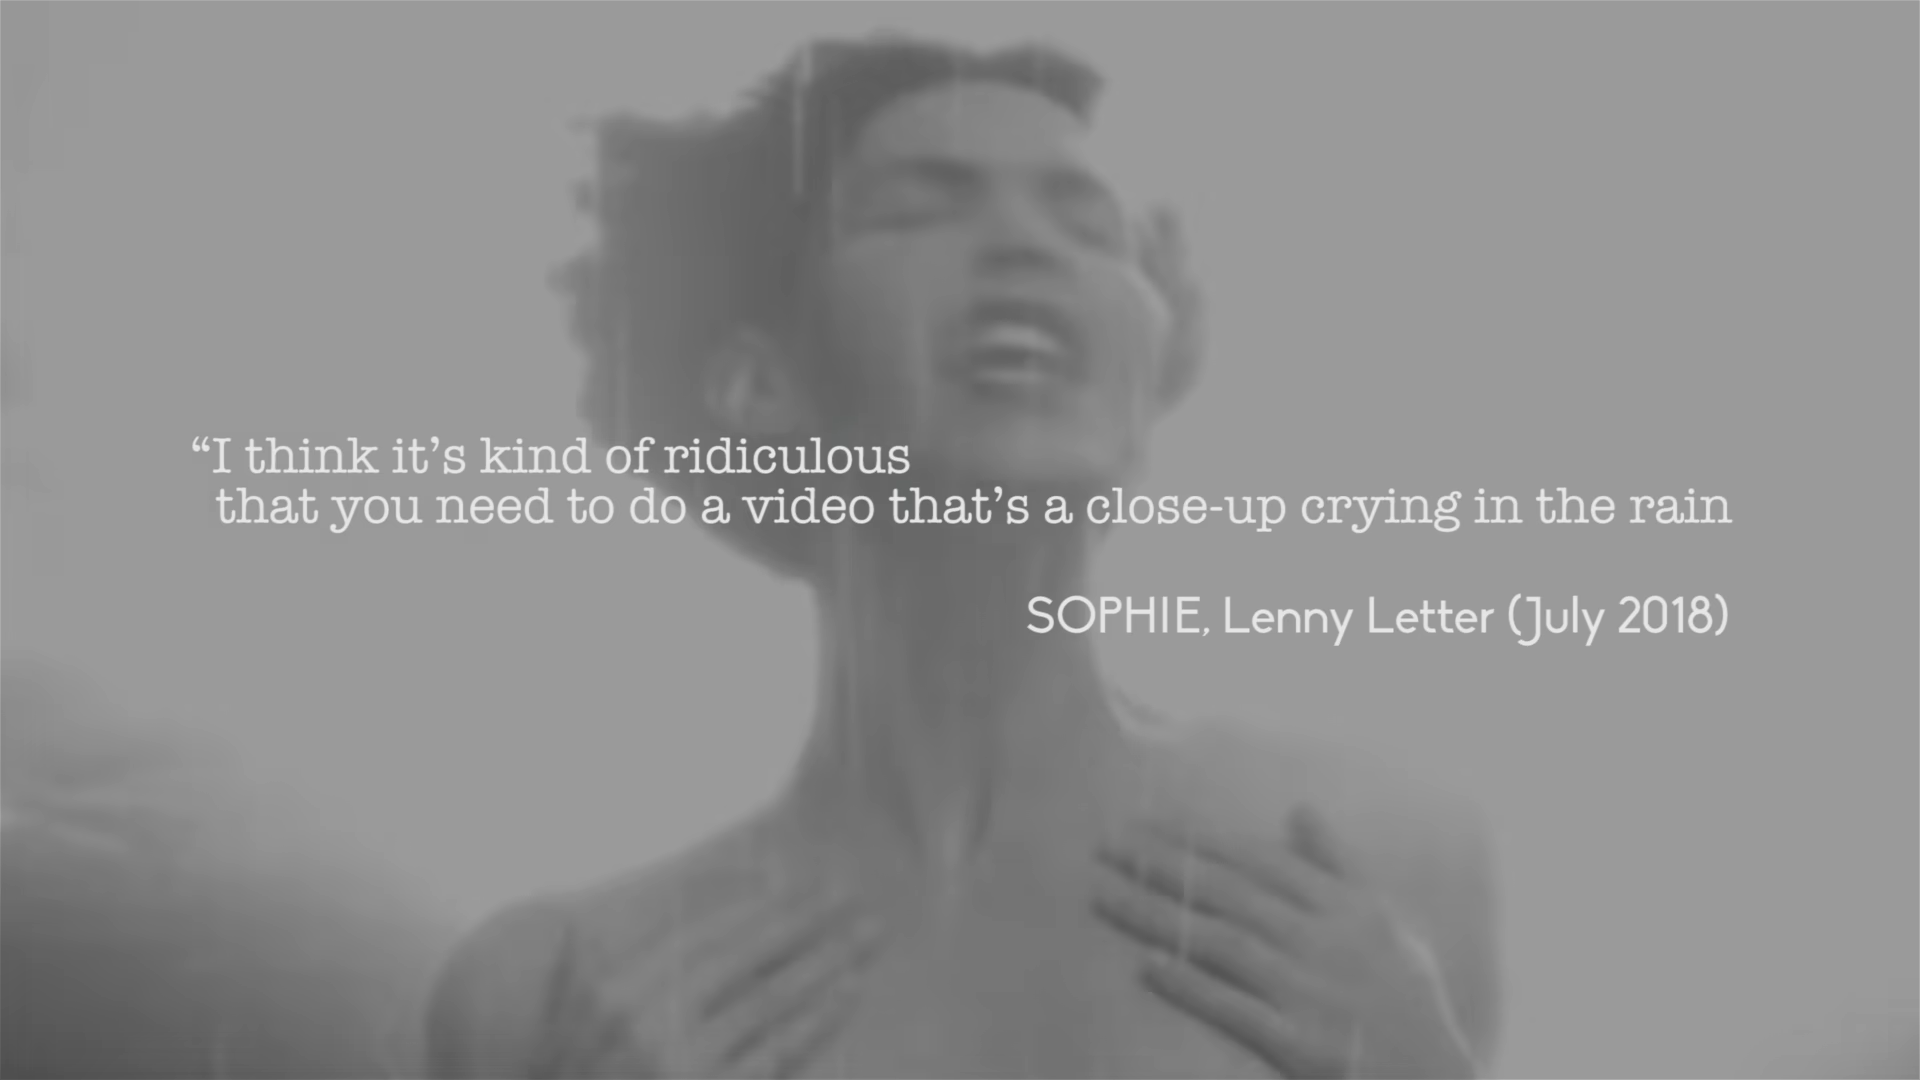 “I think it’s kind of ridiculous
that you need to do a video that’s a close-up crying in the rain
SOPHIE, Lenny Letter (July 2018)